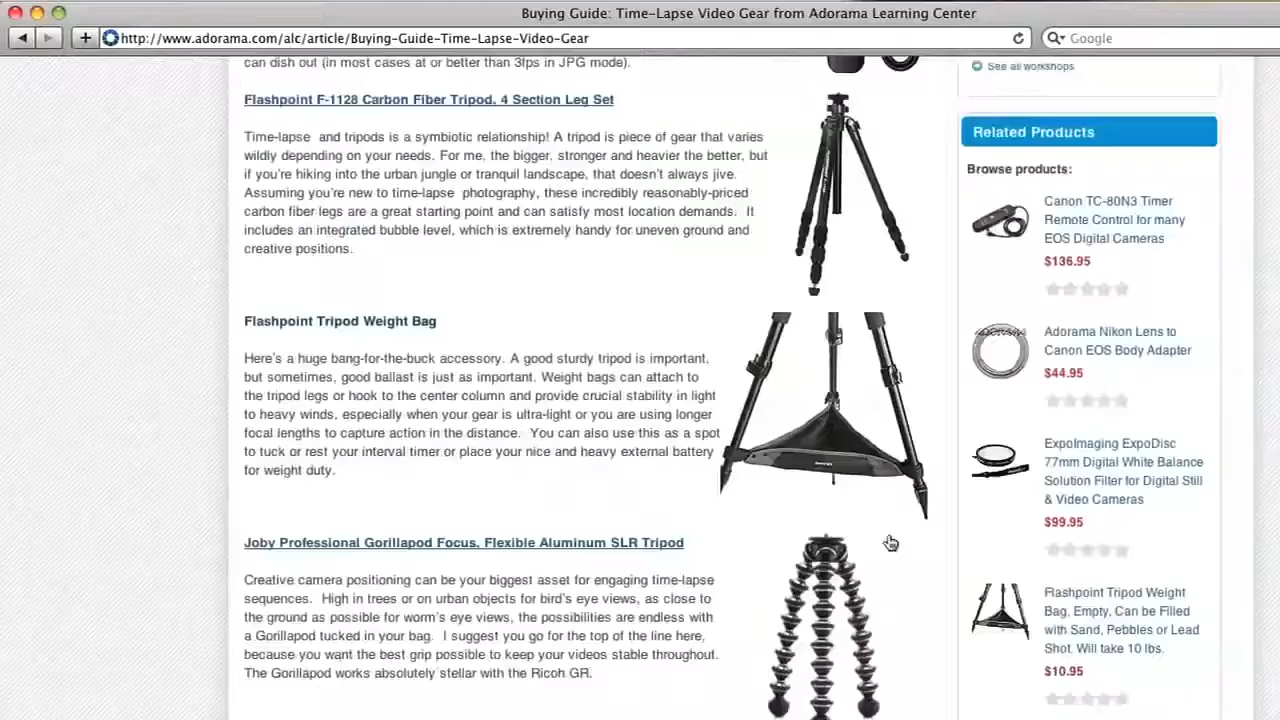 Buying Guide: Time-Lapse Video Gear from Adorama Learning Center
http://www.adorama.com/alc/article/Buying-Guide-Time-Lapse-Video-Gear
Google
can dish out (in most cases at or better than 3fps in JPG mode).
Flashpoint F-1128 Carbon Fiber Tripod, 4 Section Leg Set
Time-lapse and tripods is a symbiotic relationship! A tripod is piece of gear that varies
wildly depending on your needs. For me, the bigger, stronger and heavier the better, but
if you're hiking into the urban jungle or tranquil landscape, that doesn't always jive.
Assuming you're new to time-lapse photography, these incredibly reasonably-priced
carbon fiber legs are a great starting point and can satisfy most location demands. It
includes an integrated bubble level, which is extremely handy for uneven ground and
creative positions.
Flashpoint Tripod Weight Bag
Here's a huge bang-for-the-buck accessory. A good sturdy tripod is important,
but sometimes, good ballast is just as important. Weight bags can attach to
the tripod legs or hook to the center column and provide crucial stability in light
to heavy winds, especially when your gear is ultra-light or you are using longer
focal lengths to capture action in the distance. You can also use this as a spot
to tuck or rest your interval timer or place your nice and heavy external battery
for weight duty.
Joby Professional Gorillapod Focus, Flexible Aluminum SLR Tripod
Creative camera positioning can be your biggest asset for engaging time-lapse
sequences. High in trees or on urban objects for bird's eye views, as close to
the ground as possible for worm's eye views, the possibilities are endless with
a Gorillapod tucked in your bag. I suggest you go for the top of the line here,
because you want the best grip possible to keep your videos stable throughout.
The Gorillapod works absolutely stellar with the Ricoh GR.
See all workshops
Related Products
Browse products:
Canon TC-80N3 Timer
Remote Control for many
EOS Digital Cameras
$136.95
Adorama Nikon Lens to
Canon EOS Body Adapter
$44.95
ExpoImaging ExpoDisc
77mm Digital White Balance
Solution Filter for Digital Still
& Video Cameras
$99.95
Flashpoint Tripod Weight
Bag, Empty, Can be Filled
with Sand, Pebbles or Lead
Shot. Will take 10 lbs.
$10.95